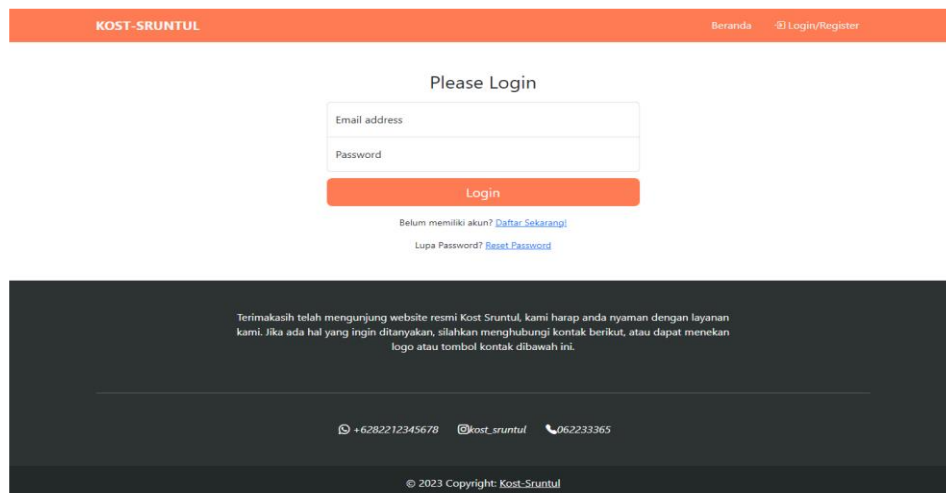 KOST-SRUNTUL
Beranda
Login/Register
Please Login
Email address
Password
Login
Belum memiliki akun? Daftar Sekarang!
Lupa Password? Reset Password
Terimakasih telah mengunjung website resmi Kost Sruntul, kami harap anda nyaman dengan layanan
kami. Jika ada hal yang ingin ditanyakan, silahkan menghubungi kontak berikut, atau dapat menekan
logo atau tombol kontak dibawah ini.
+6282212345678 kost_sruntul 062233365
© 2023 Copyright: Kost-Sruntul